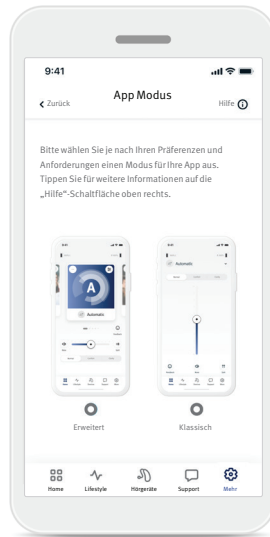 9:41
Zurück
App Modus
Hilfe
Bitte wählen Sie je nach Ihren Präferenzen und
Anforderungen einen Modus für Ihre App aus.
Tippen Sie für weitere Informationen auf die
„Hilfe"-Schaltfläche oben rechts.
A
Automatic
Automatic
Erweitert
Klassisch
Home
Lifestyle
Hörgeräte
Support
Mehr